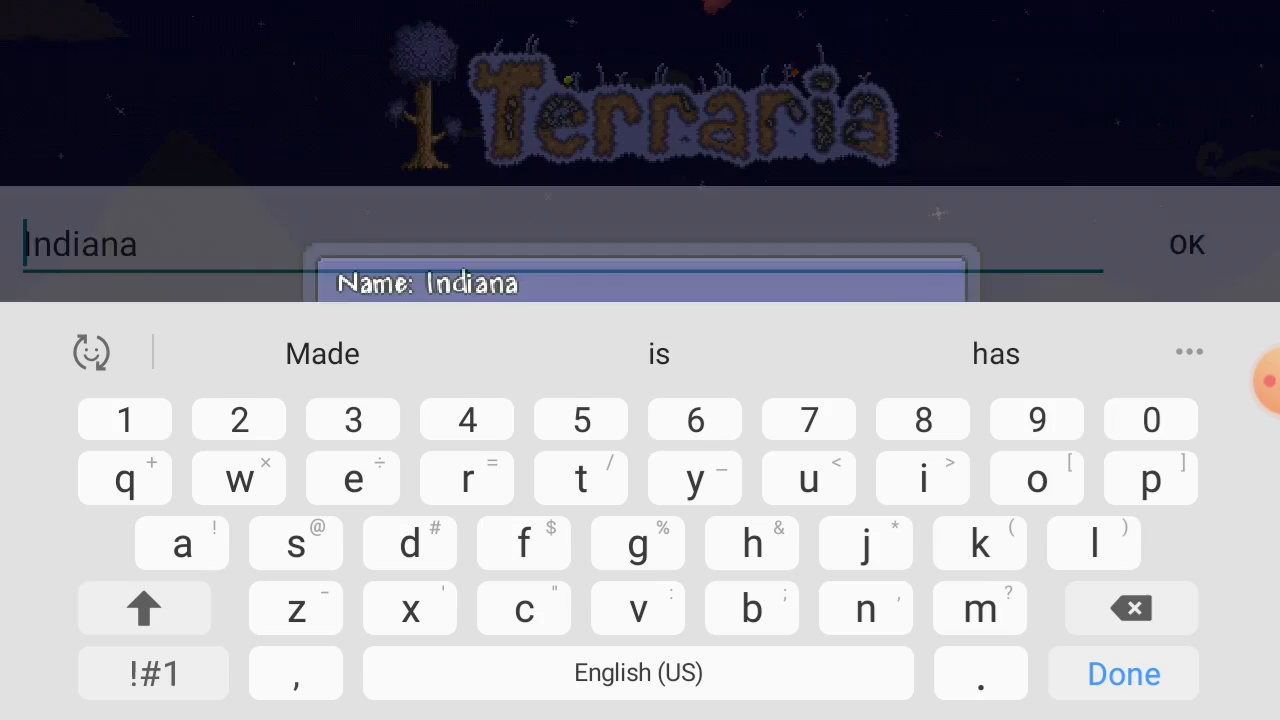 Terraria
Indiana
OK
Name: Indiana
Made is has
1 2 3 4 5 6 7 8 9 0
q + w × e ÷ r = t / y _ u < i > o [ p ]
a ! s @ d # f $ g % h & j * k ( l )
z - x ' c " v : b ; n , m ?
!#1 , English (US) . Done